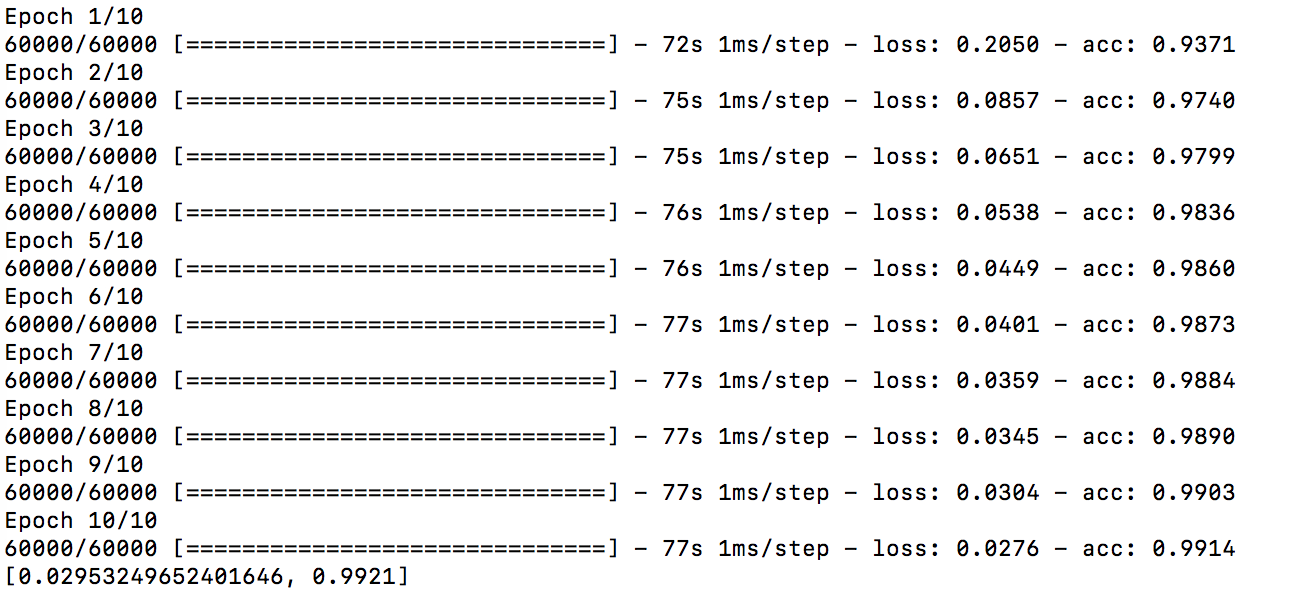 Epoch 1/10
60000/60000 [==============================] - 72s 1ms/step - loss: 0.2050 - acc: 0.9371
Epoch 2/10
60000/60000 [==============================] - 75s 1ms/step - loss: 0.0857 - acc: 0.9740
Epoch 3/10
60000/60000 [==============================] - 75s 1ms/step - loss: 0.0651 - acc: 0.9799
Epoch 4/10
60000/60000 [==============================] - 76s 1ms/step - loss: 0.0538 - acc: 0.9836
Epoch 5/10
60000/60000 [==============================] - 76s 1ms/step - loss: 0.0449 - acc: 0.9860
Epoch 6/10
60000/60000 [==============================] - 77s 1ms/step - loss: 0.0401 - acc: 0.9873
Epoch 7/10
60000/60000 [==============================] - 77s 1ms/step - loss: 0.0359 - acc: 0.9884
Epoch 8/10
60000/60000 [==============================] - 77s 1ms/step - loss: 0.0345 - acc: 0.9890
Epoch 9/10
60000/60000 [==============================] - 77s 1ms/step - loss: 0.0304 - acc: 0.9903
Epoch 10/10
60000/60000 [==============================] - 77s 1ms/step - loss: 0.0276 - acc: 0.9914
[0.02953249652401646, 0.9921]